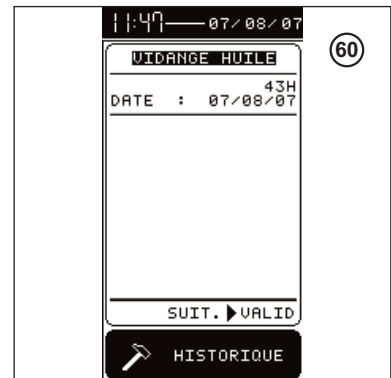 11:47 07/08/07
60
VIDANGE HUILE
43H
DATE : 07/08/07
SUIT. ▶VALID
HISTORIQUE